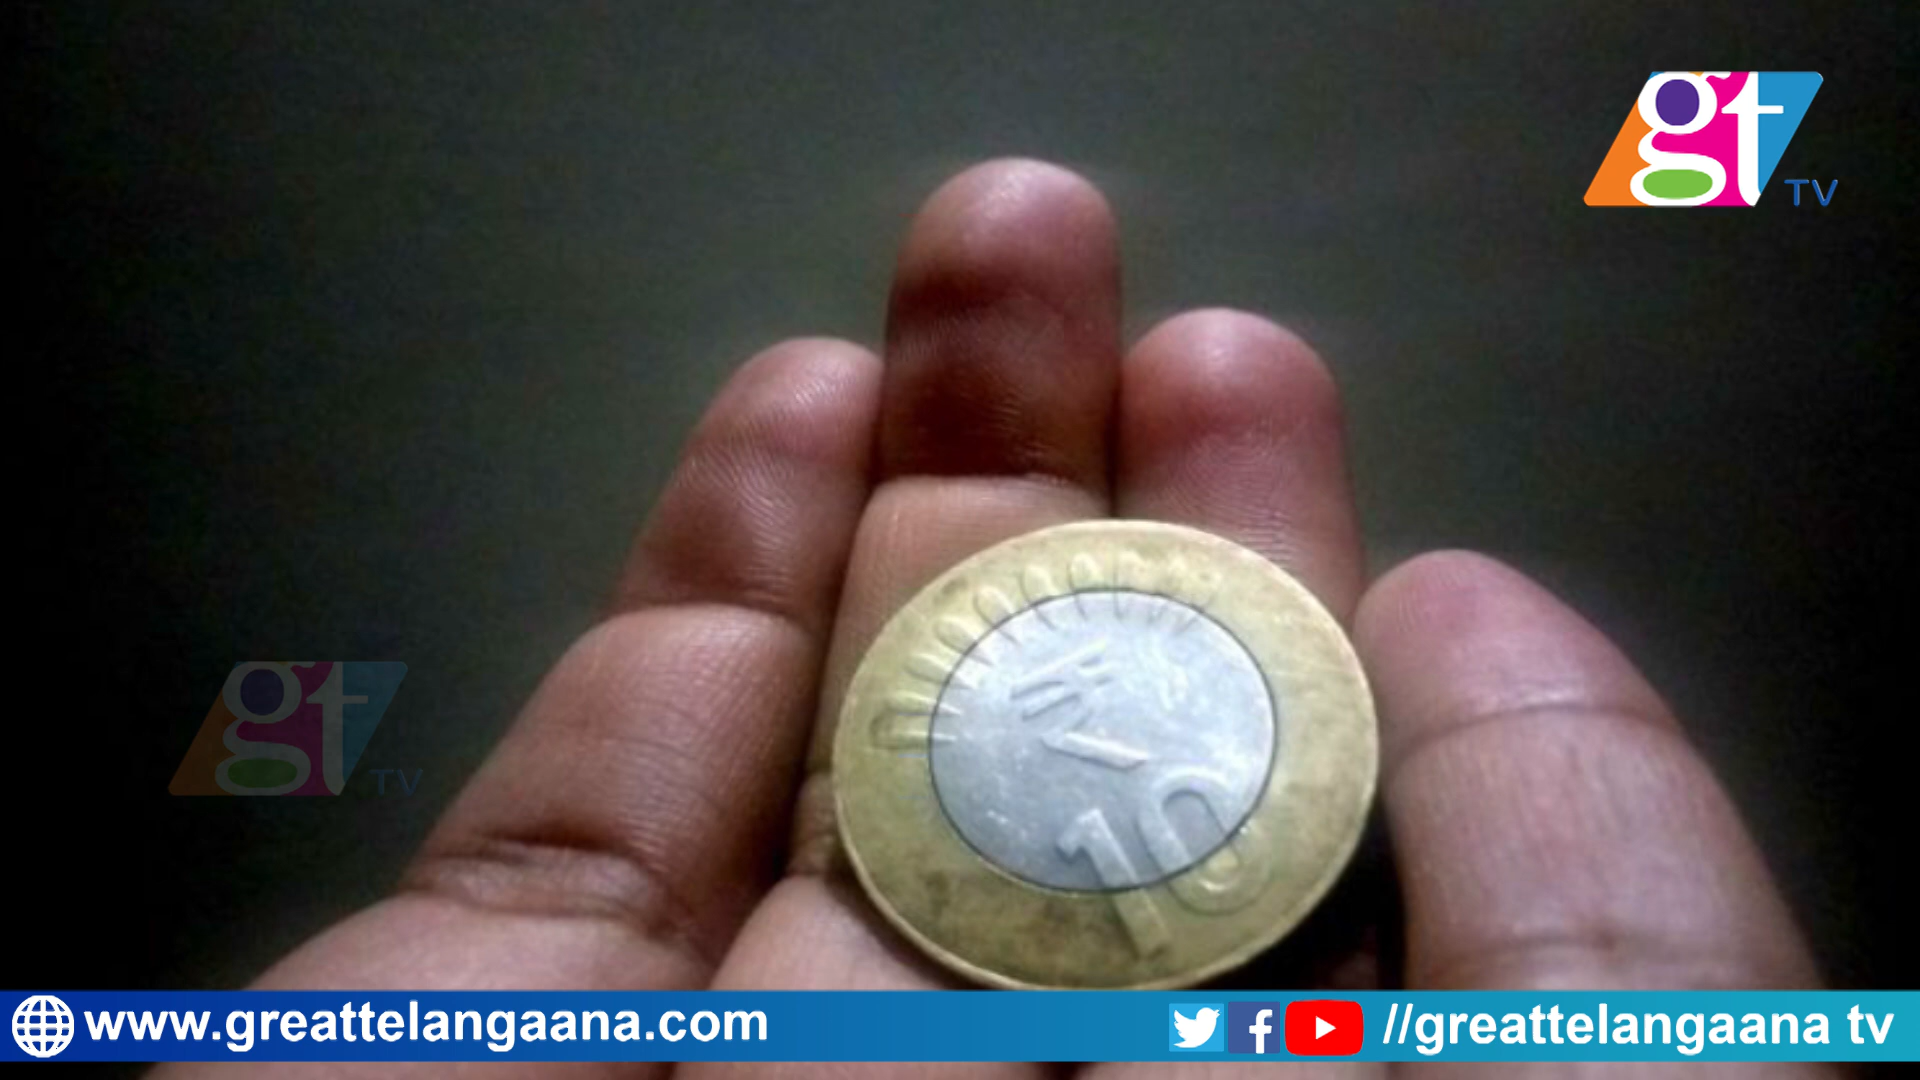 gt TV
gt TV
₹
10
www.greattelangaana.com
//greattelangaana tv